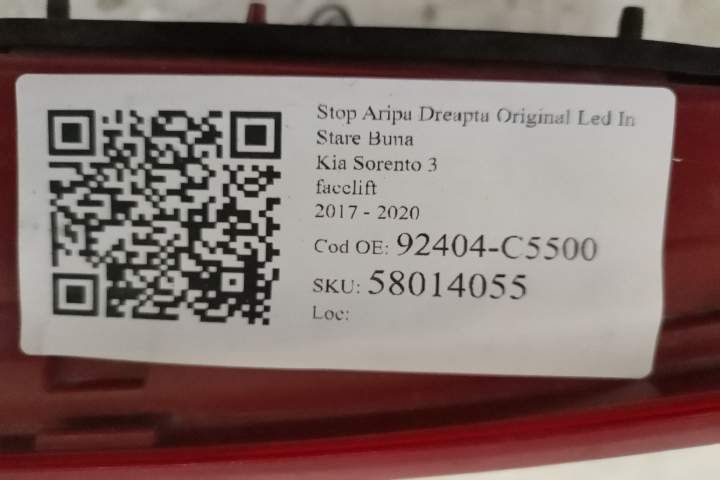 Stop Aripa Dreapta Original Led In
Stare Buna
Kia Sorento 3
facelift
2017 - 2020
Cod OE: 92404-C5500
SKU: 58014055
Loc: